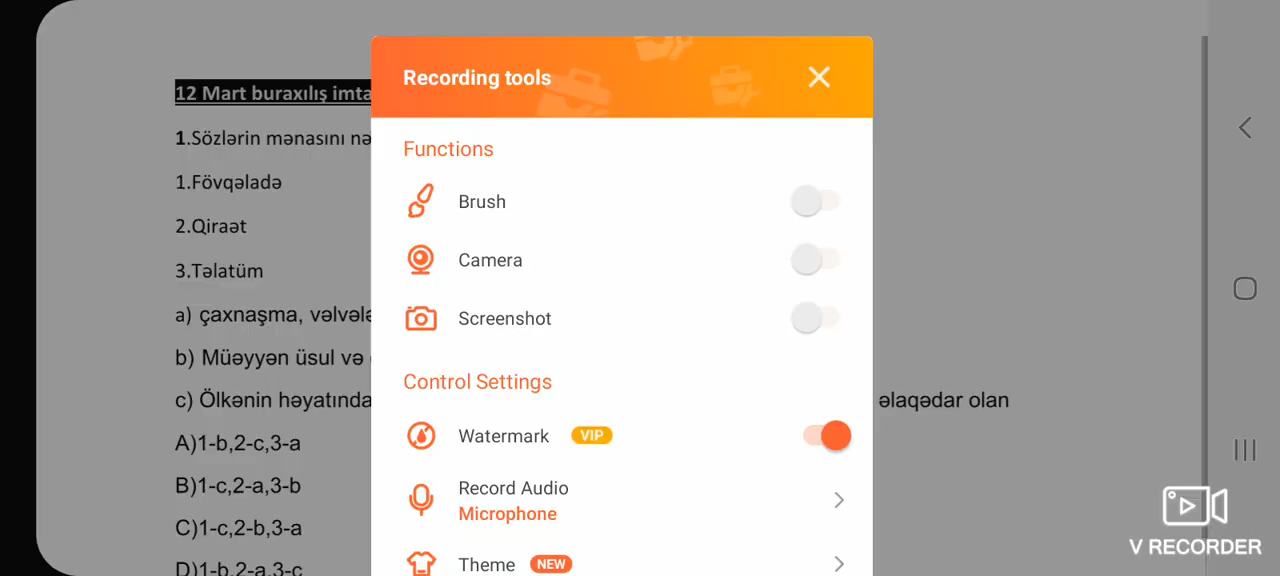 12 Mart buraxılış imta
1.Sözlərin mənasını nə
1.Fövqəladə
2.Qiraət
3.Təlatüm
a) çaxnaşma, vəlvələ
b) Müəyyən üsul və
c) Ölkənin həyatında əlaqədar olan
A)1-b,2-c,3-a
B)1-c,2-a,3-b
C)1-c,2-b,3-a
D)1-b,2-a,3-c
Recording tools
Functions
Brush
Camera
Screenshot
Control Settings
Watermark VIP
Record Audio
Microphone
Theme NEW
V RECORDER